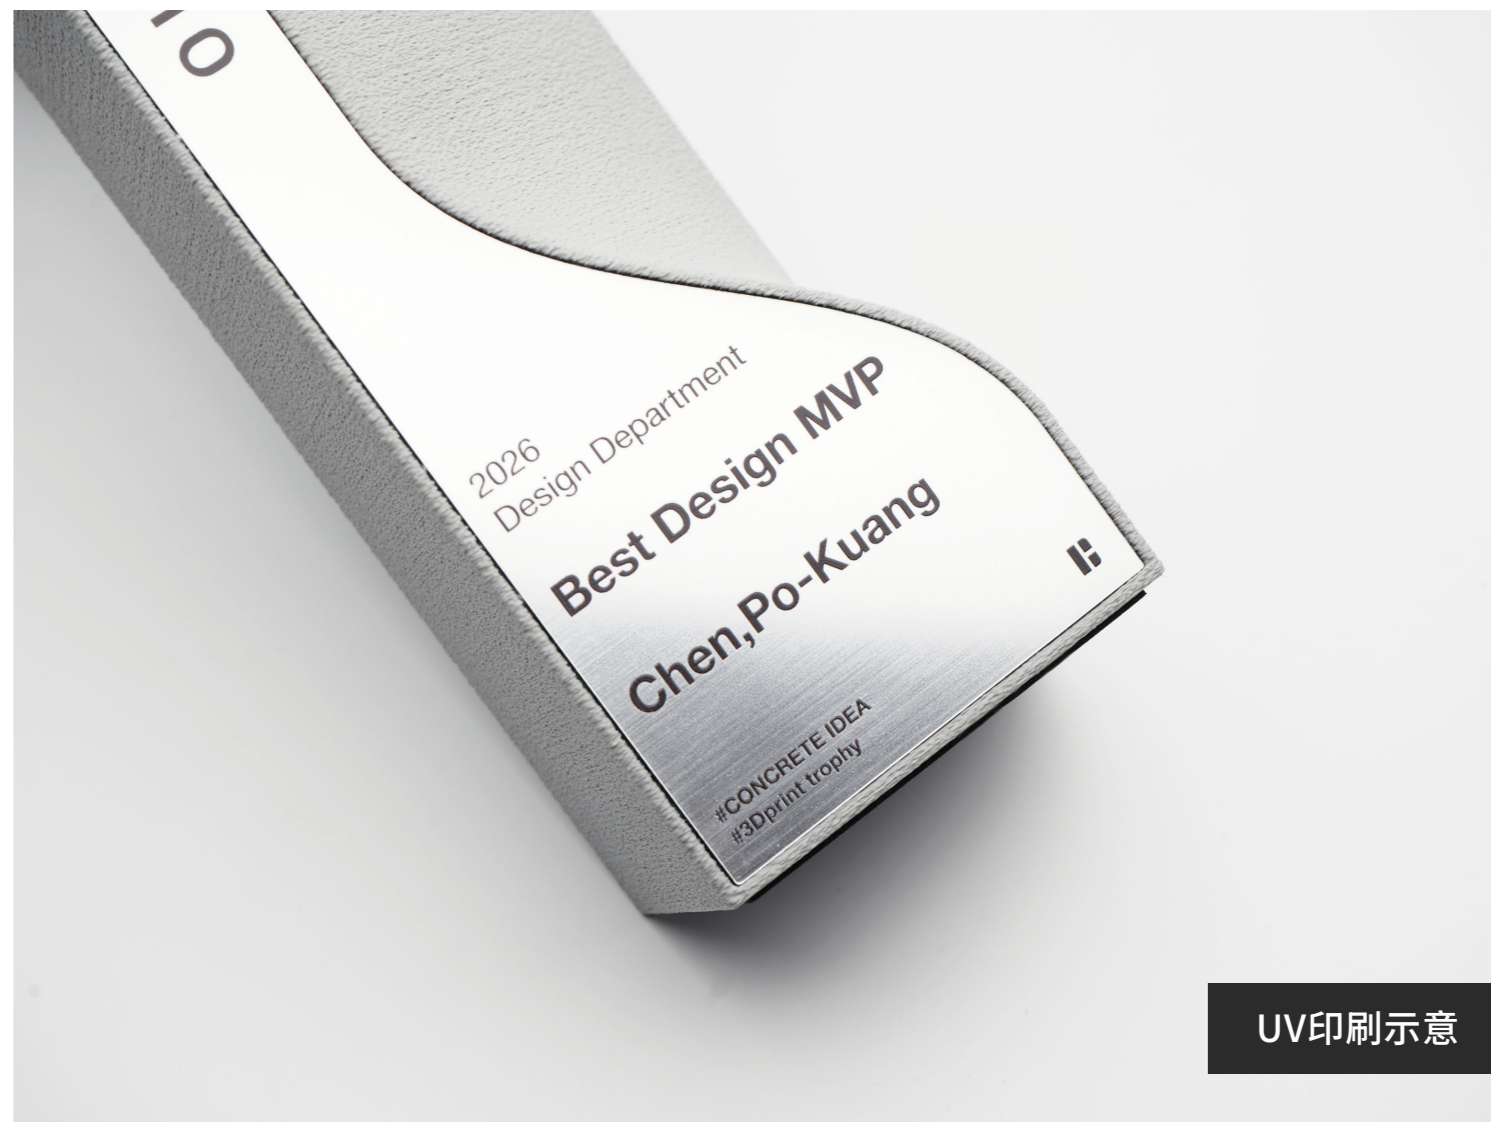 IO
2026
Design Department
Best Design MVP
Chen,Po-Kuang
#CONCRETE IDEA
#3Dprint trophy
UV印刷示意